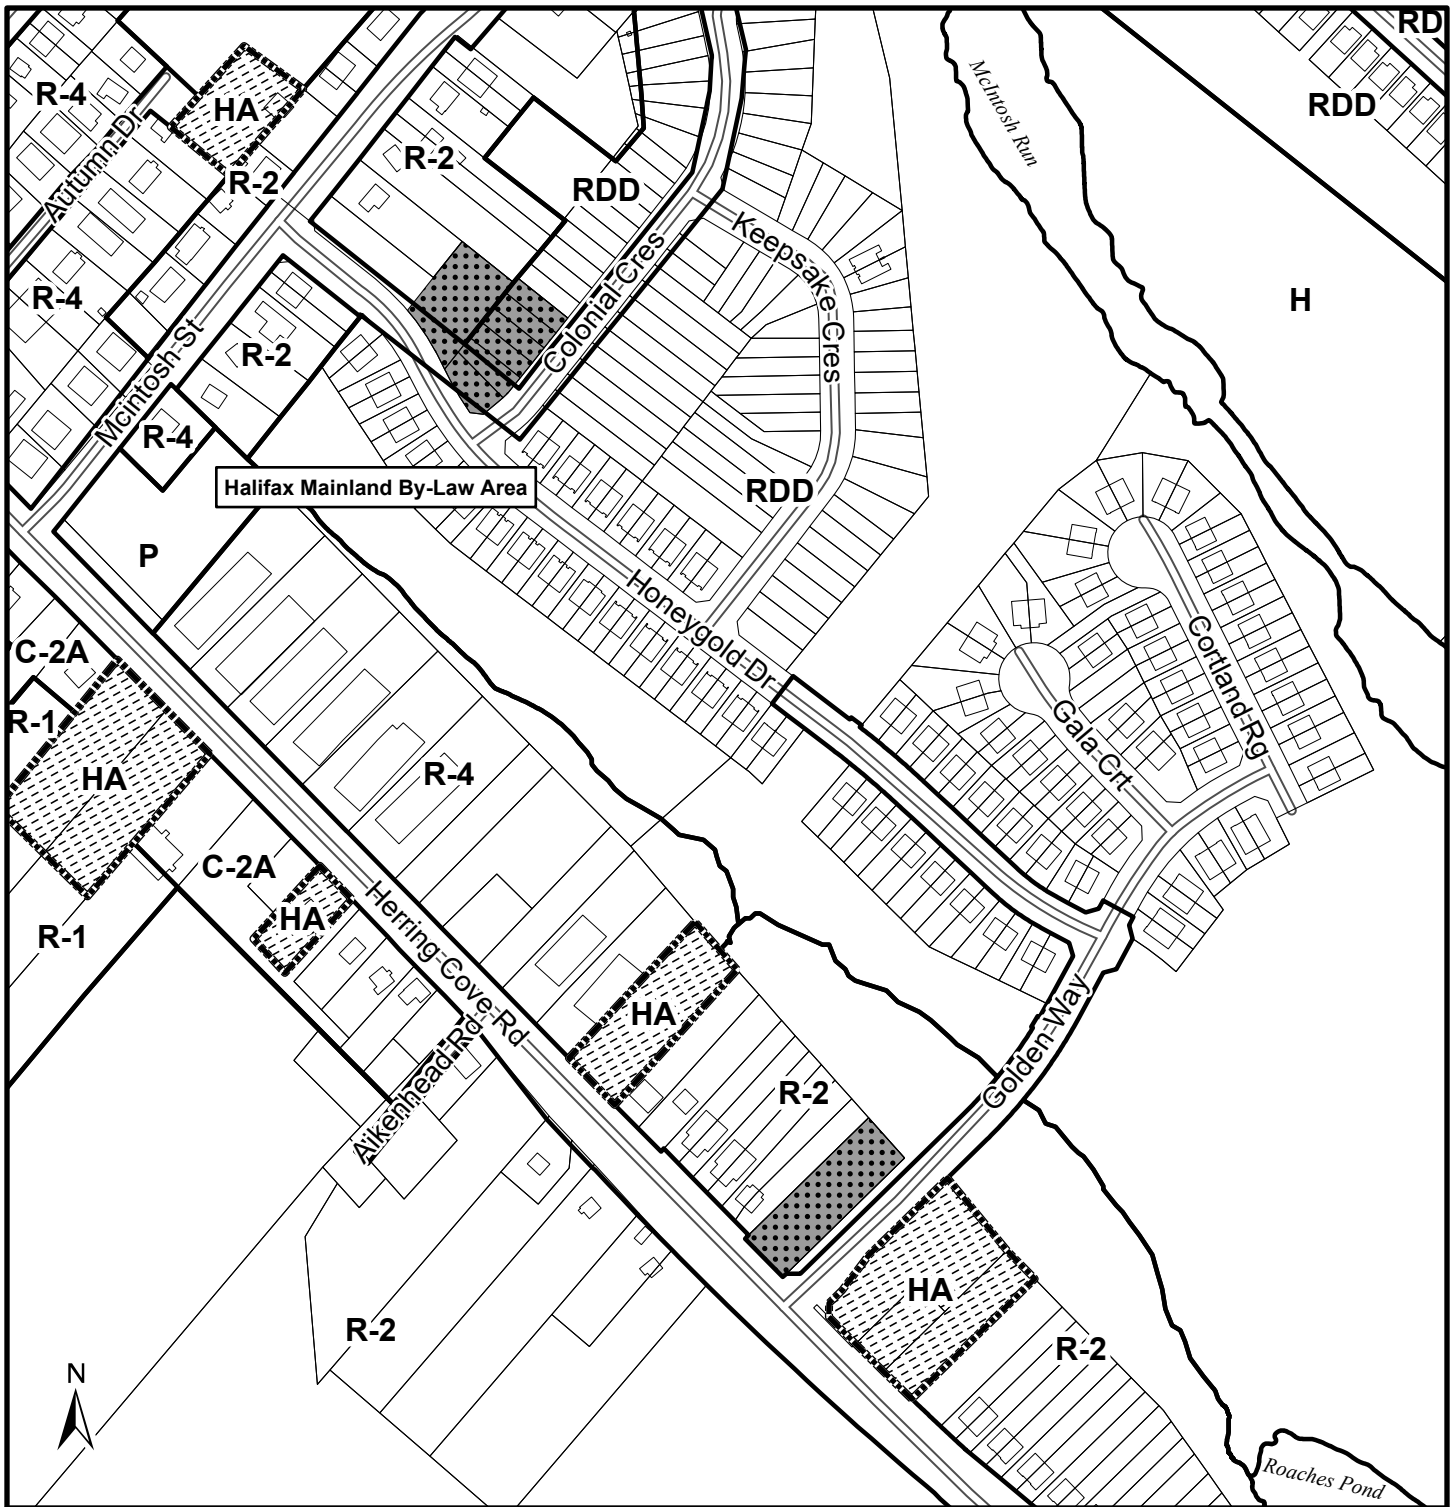 RD
R-4
HA
McIntosh Run
RDD
Autumn Dr
R-2
R-2
RDD
Keepsake Cres
R-4
Colonial Cres
Keepsake Cres
H
Mcintosh St
R-2
R-4
Halifax Mainland By-Law Area
RDD
P
Honeygold Dr
C-2A
Cortland Rg
R-1
HA
Gala Crt
R-4
C-2A
HA
R-1
Herring Cove Rd
HA
Golden Way
R-2
Aikenhead Rd
HA
R-2
R-2
N
Roaches Pond